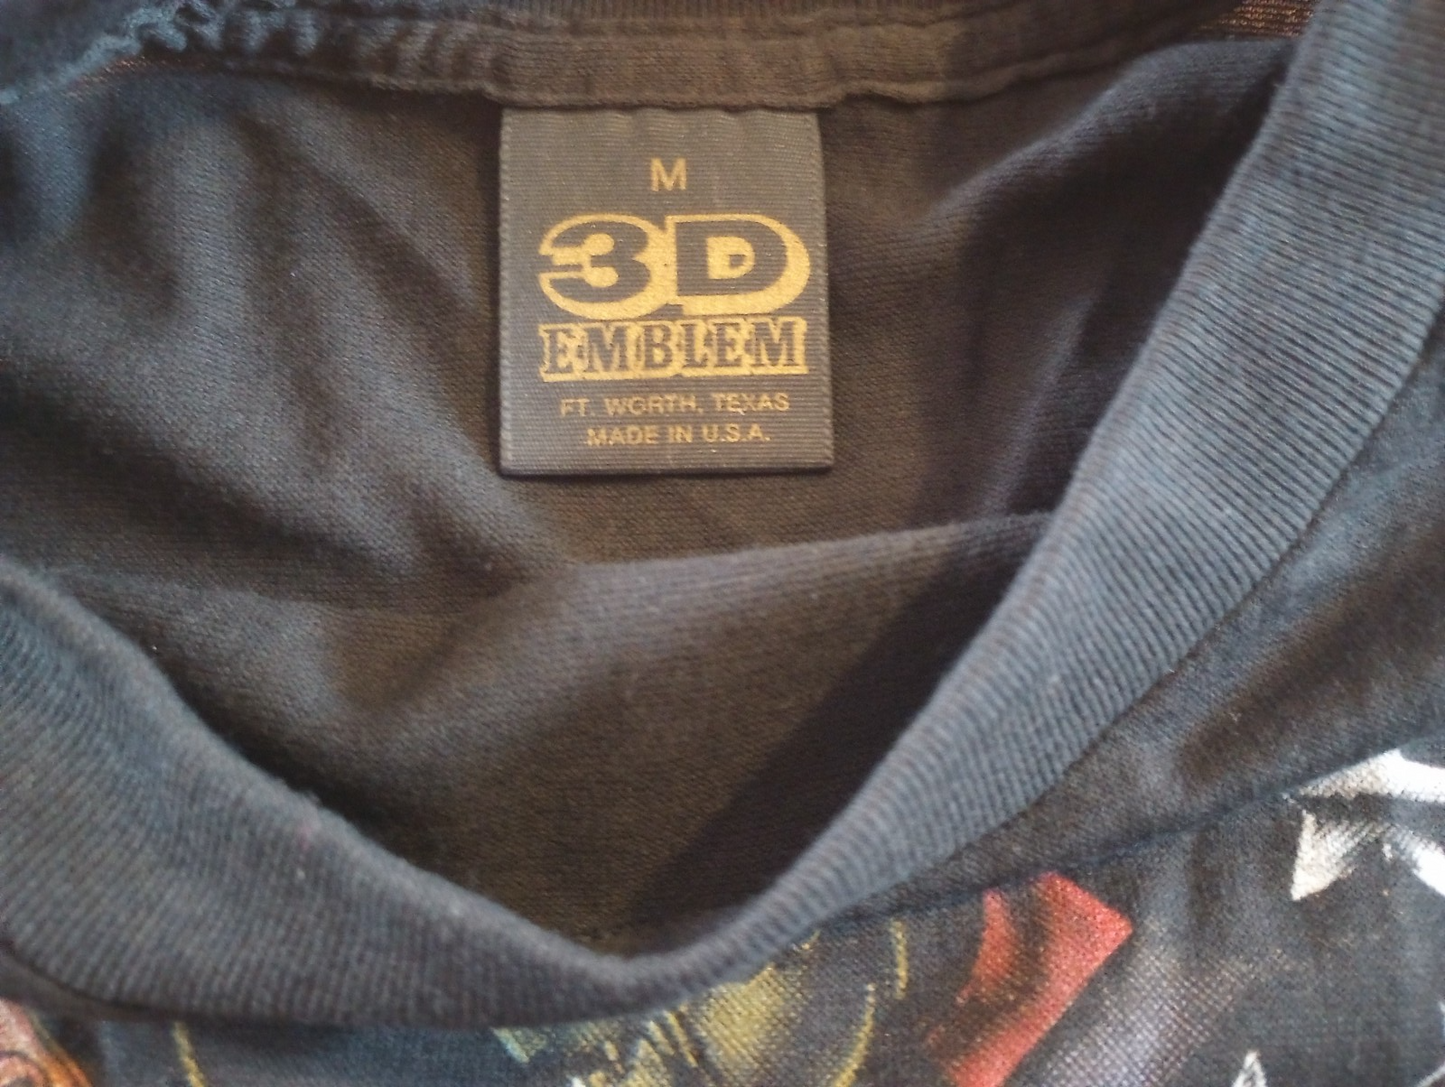 M
3D
EMBLEM
FT. WORTH, TEXAS
MADE IN U.S.A.